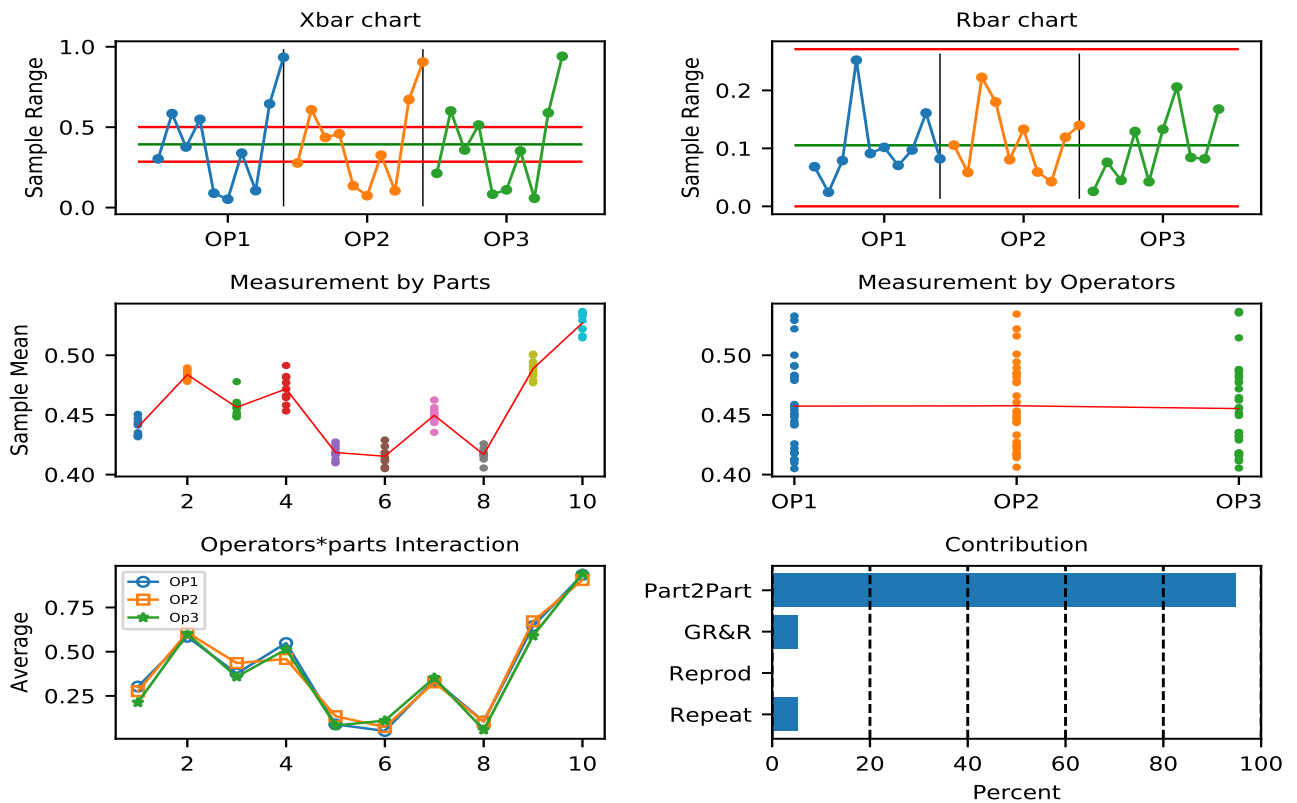 Xbar chart
Sample Range
1.0
0.5
0.0
OP1 OP2 OP3
Rbar chart
Sample Range
0.2
0.1
0.0
OP1 OP2 OP3
Measurement by Parts
Sample Mean
0.50
0.45
0.40
2 4 6 8 10
Measurement by Operators
0.50
0.45
0.40
OP1 OP2 OP3
Operators*parts Interaction
Average
0.75
0.50
0.25
OP1
OP2
Op3
2 4 6 8 10
Contribution
Part2Part
GR&R
Reprod
Repeat
0 20 40 60 80 100
Percent